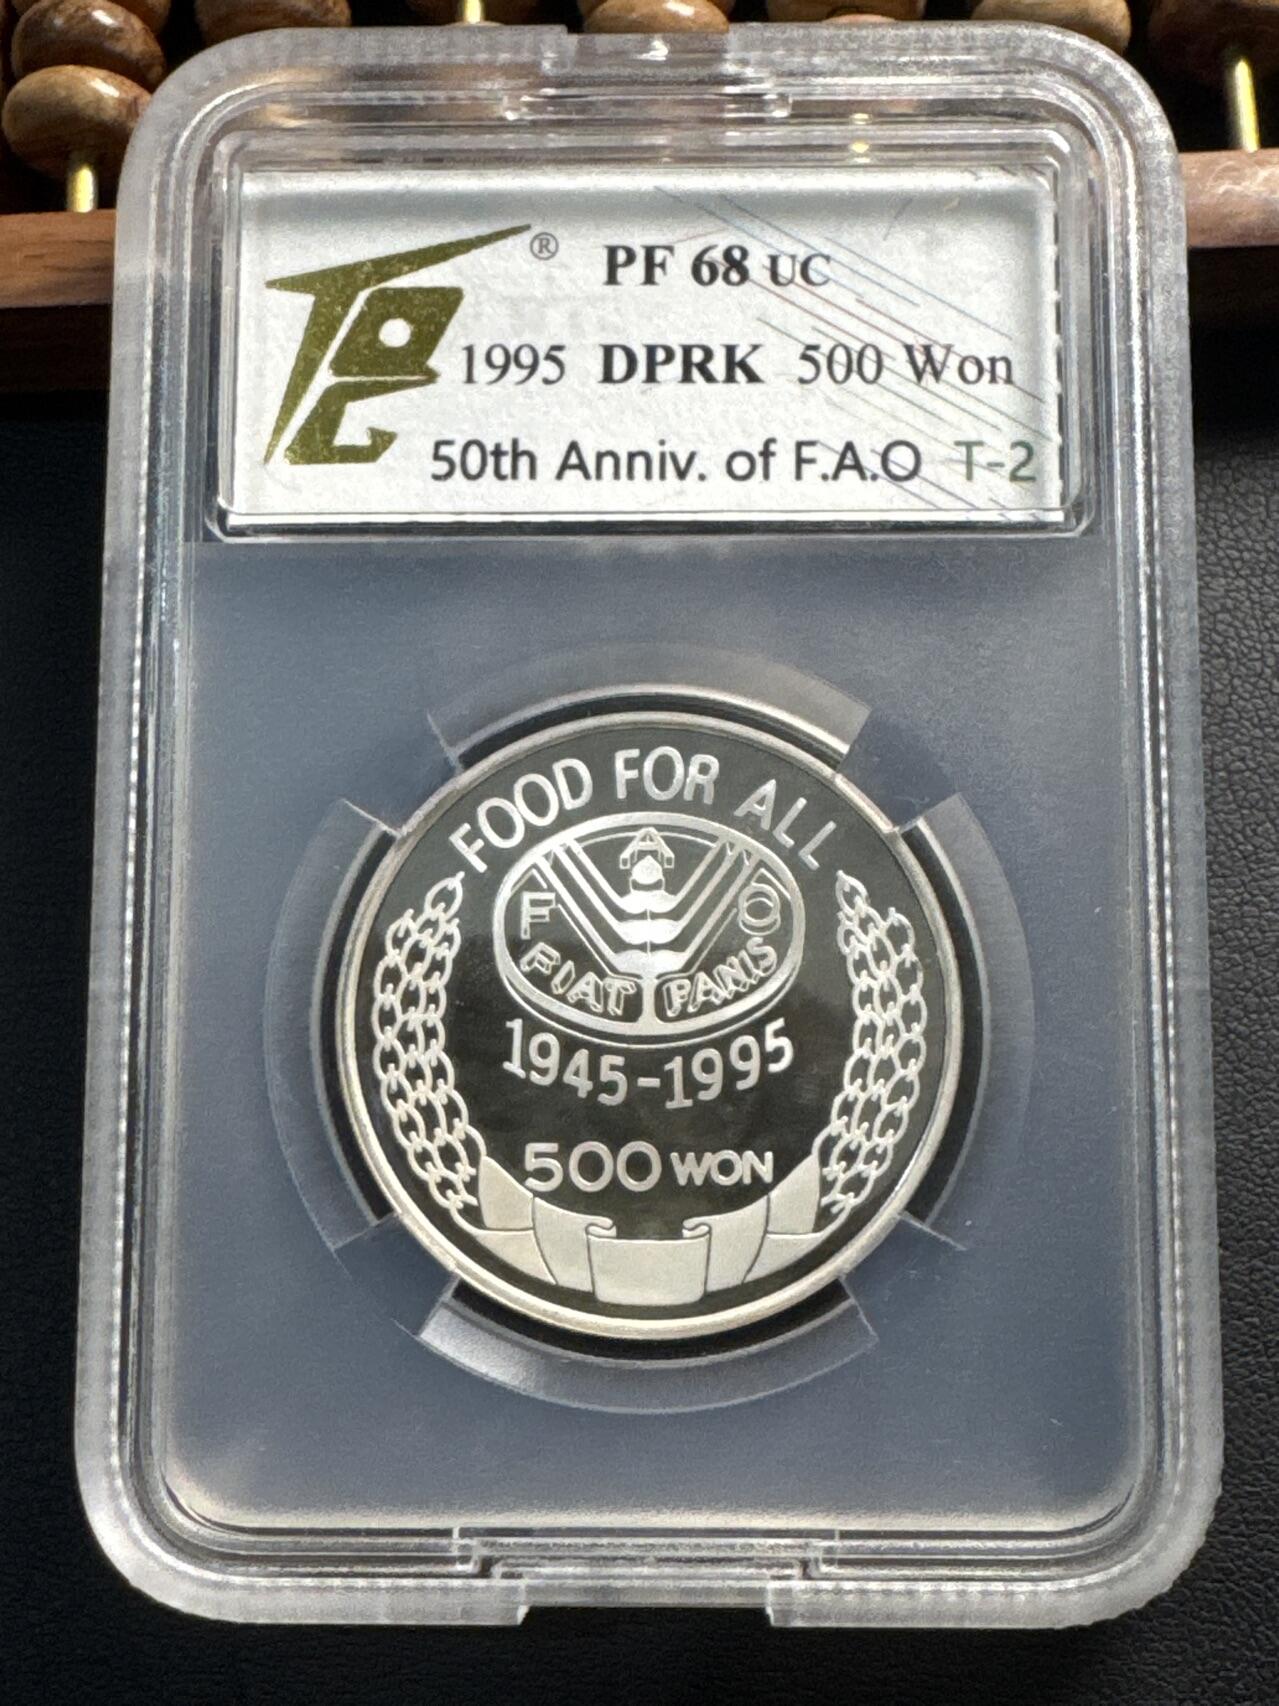 ® PF 68 UC
1995 DPRK 500 Won
50th Anniv. of F.A.O T-2
FOOD FOR ALL
F A O
FIAT PANIS
1945-1995
500 WON